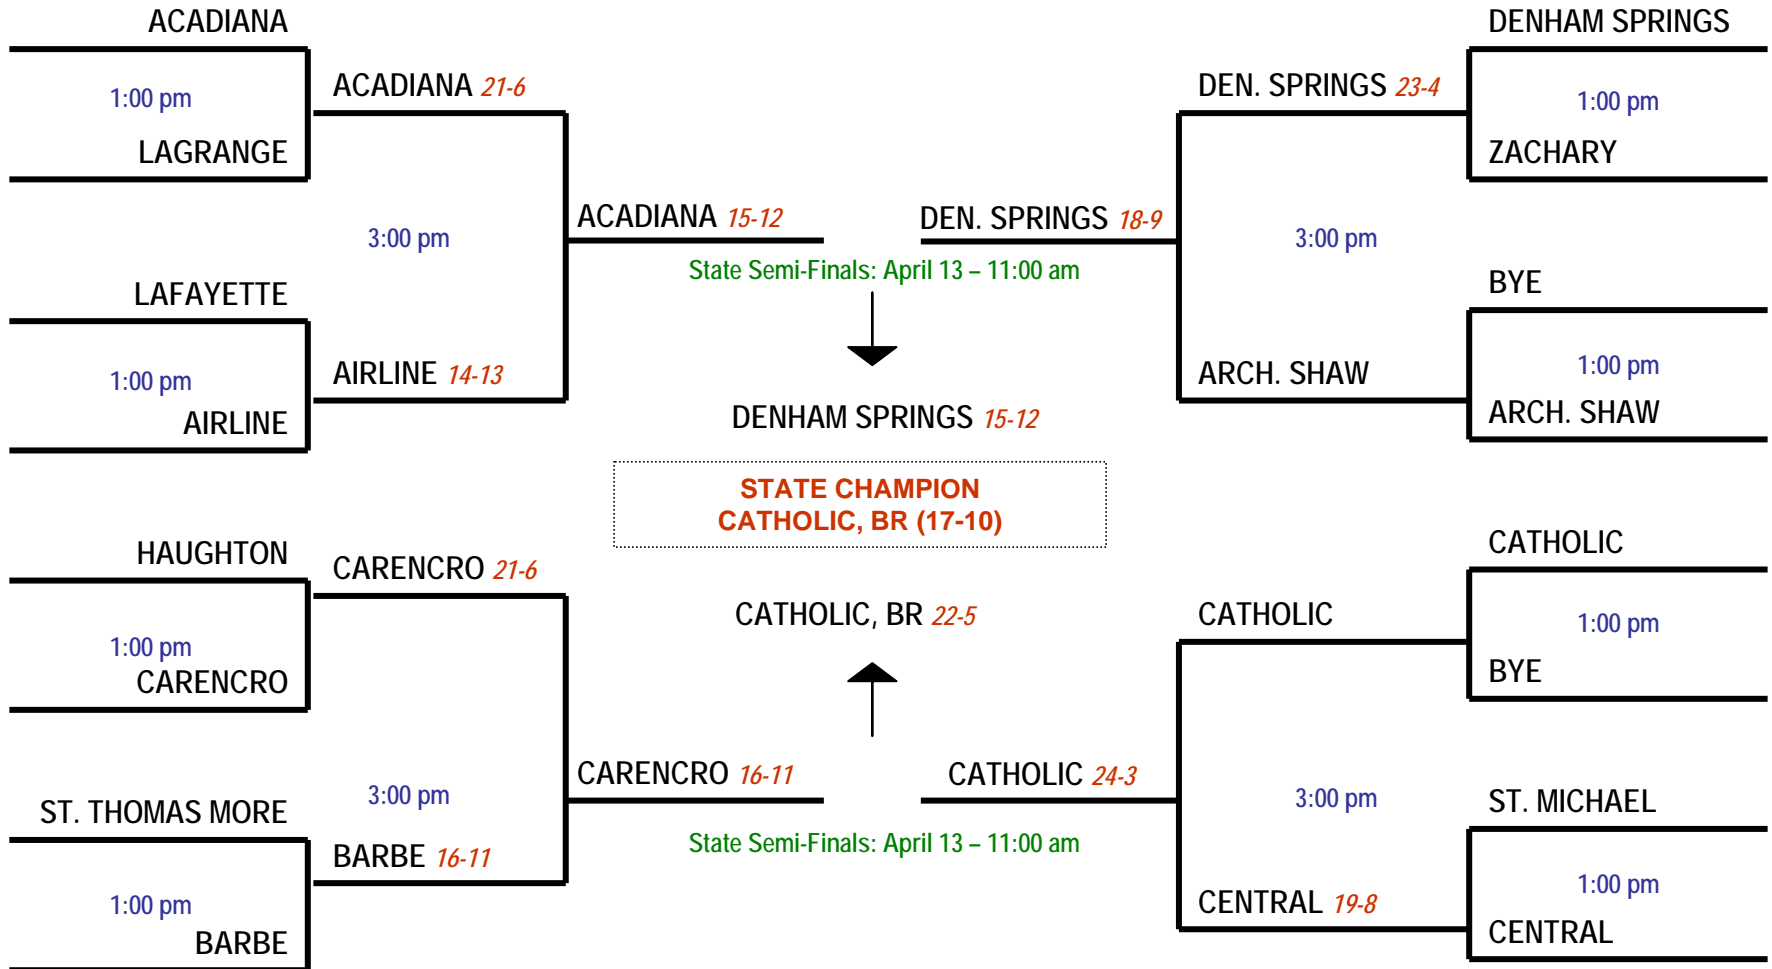 ACADIANA
1:00 pm
LAGRANGE
ACADIANA 21-6
3:00 pm
LAFAYETTE
1:00 pm
AIRLINE
AIRLINE 14-13
ACADIANA 15-12
HAUGHTON
1:00 pm
CARENCRO
CARENCRO 21-6
3:00 pm
ST. THOMAS MORE
1:00 pm
BARBE
BARBE 16-11
CARENCRO 16-11
State Semi-Finals: April 13 – 11:00 am
DENHAM SPRINGS 15-12
STATE CHAMPION
CATHOLIC, BR (17-10)
CATHOLIC, BR 22-5
State Semi-Finals: April 13 – 11:00 am
DEN. SPRINGS 18-9
DEN. SPRINGS 23-4
3:00 pm
ARCH. SHAW
DENHAM SPRINGS
1:00 pm
ZACHARY
BYE
1:00 pm
ARCH. SHAW
CATHOLIC 24-3
CATHOLIC
3:00 pm
CENTRAL 19-8
CATHOLIC
1:00 pm
BYE
ST. MICHAEL
1:00 pm
CENTRAL